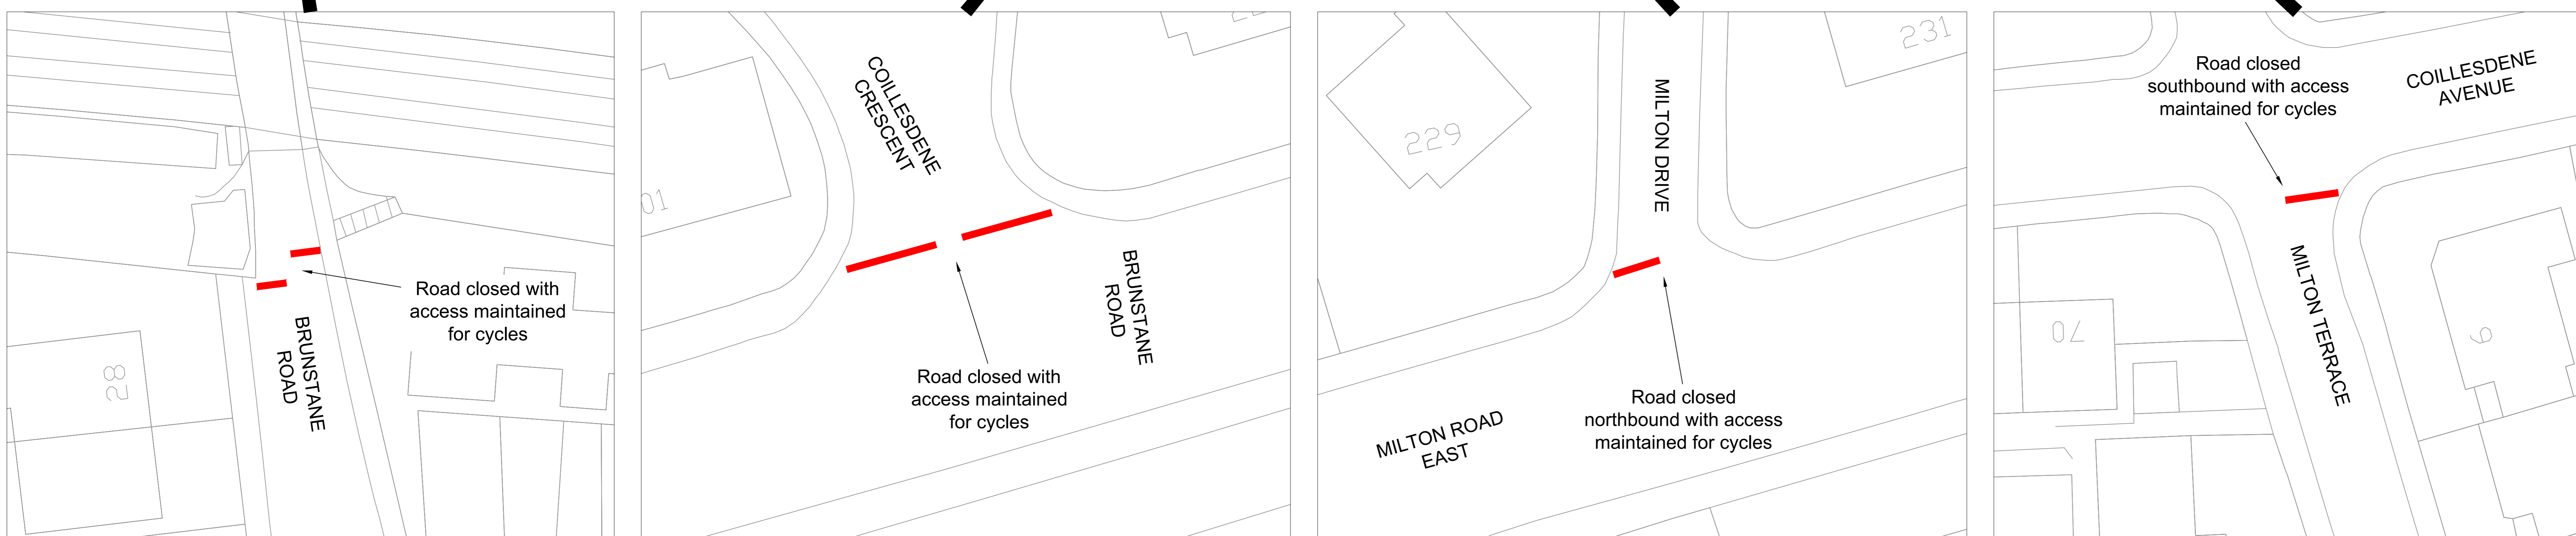 28
BRUNSTANE
ROAD
Road closed with
access maintained
for cycles
01
COILLESDENE
CRESCENT
BRUNSTANE
ROAD
Road closed with
access maintained
for cycles
229
231
MILTON DRIVE
MILTON ROAD
EAST
Road closed
northbound with access
maintained for cycles
Road closed
southbound with access
maintained for cycles
COILLESDENE
AVENUE
MILTON TERRACE
70
9